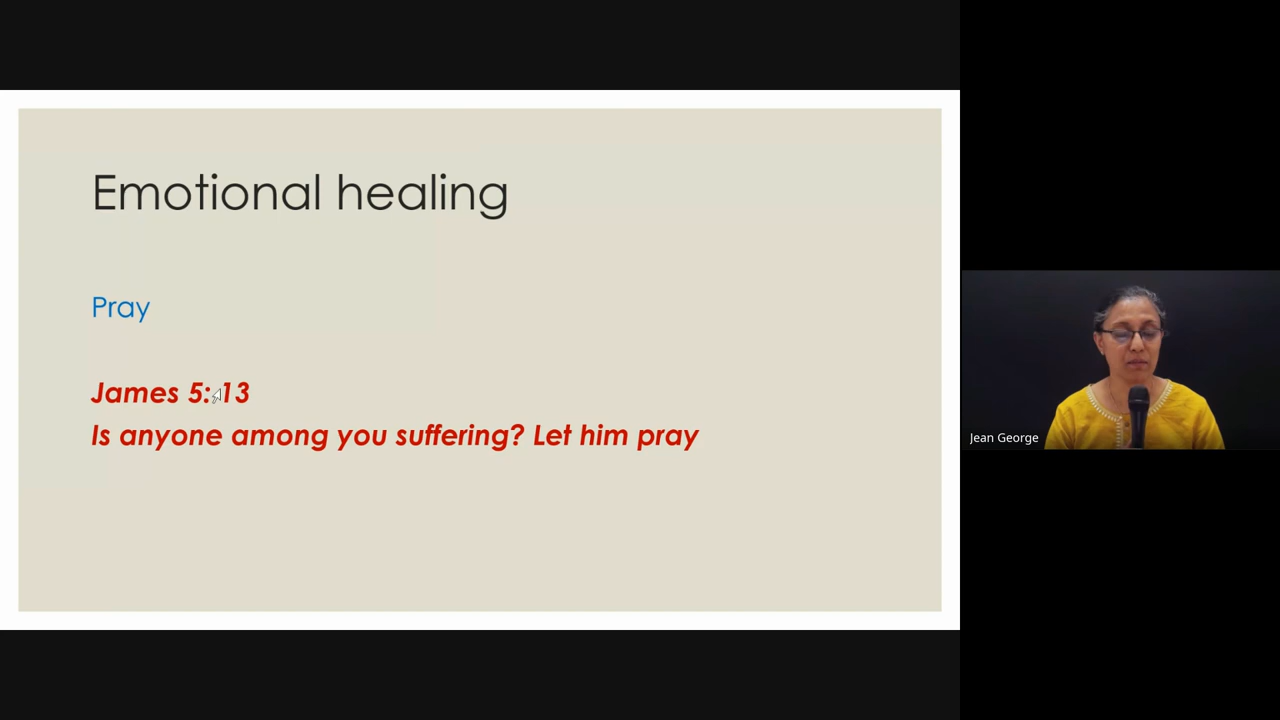 Emotional healing
Pray
James 5:13
Is anyone among you suffering? Let him pray
Jean George